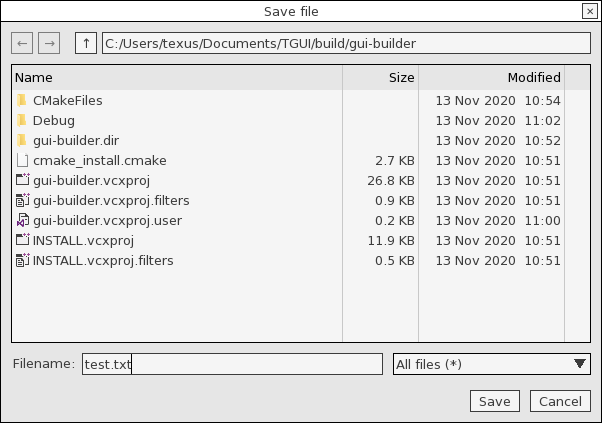 Save file
C:/Users/texus/Documents/TGUI/build/gui-builder
Name Size Modified
CMakeFiles 13 Nov 2020 10:54
Debug 13 Nov 2020 11:02
gui-builder.dir 13 Nov 2020 10:52
cmake_install.cmake 2.7 KB 13 Nov 2020 10:51
gui-builder.vcxproj 26.8 KB 13 Nov 2020 10:51
gui-builder.vcxproj.filters 0.9 KB 13 Nov 2020 10:51
gui-builder.vcxproj.user 0.2 KB 13 Nov 2020 11:00
INSTALL.vcxproj 11.9 KB 13 Nov 2020 10:51
INSTALL.vcxproj.filters 0.5 KB 13 Nov 2020 10:51
Filename: test.txt All files (*)
Save Cancel